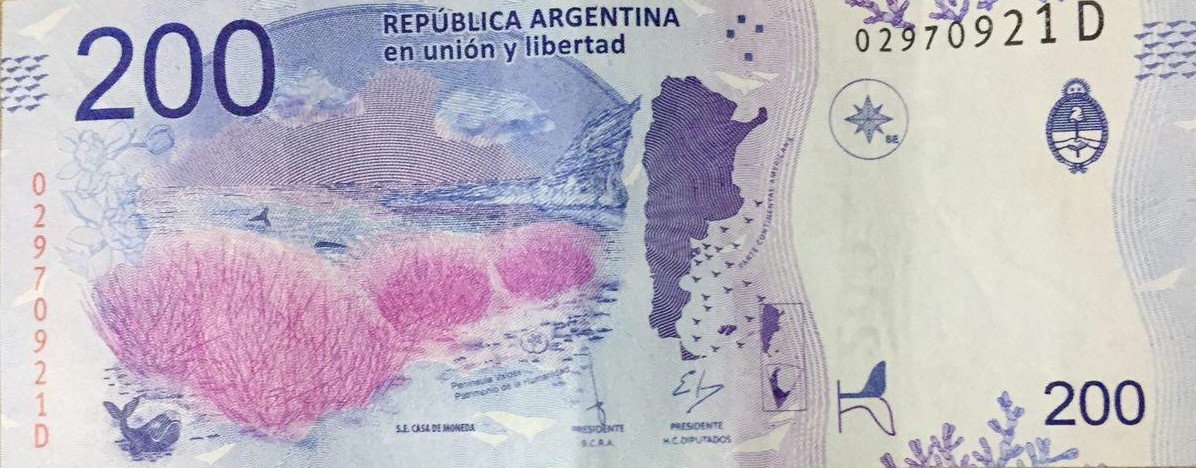 200
REPÚBLICA ARGENTINA
en unión y libertad
02970921 D
SE
02970921D
PARTE CONTINENTAL AMERICANA
Península Valdés
Patrimonio de la Humanidad
S.E. CASA DE MONEDA
PRESIDENTE
B.C.R.A.
PRESIDENTE
H.C.DIPUTADOS
200